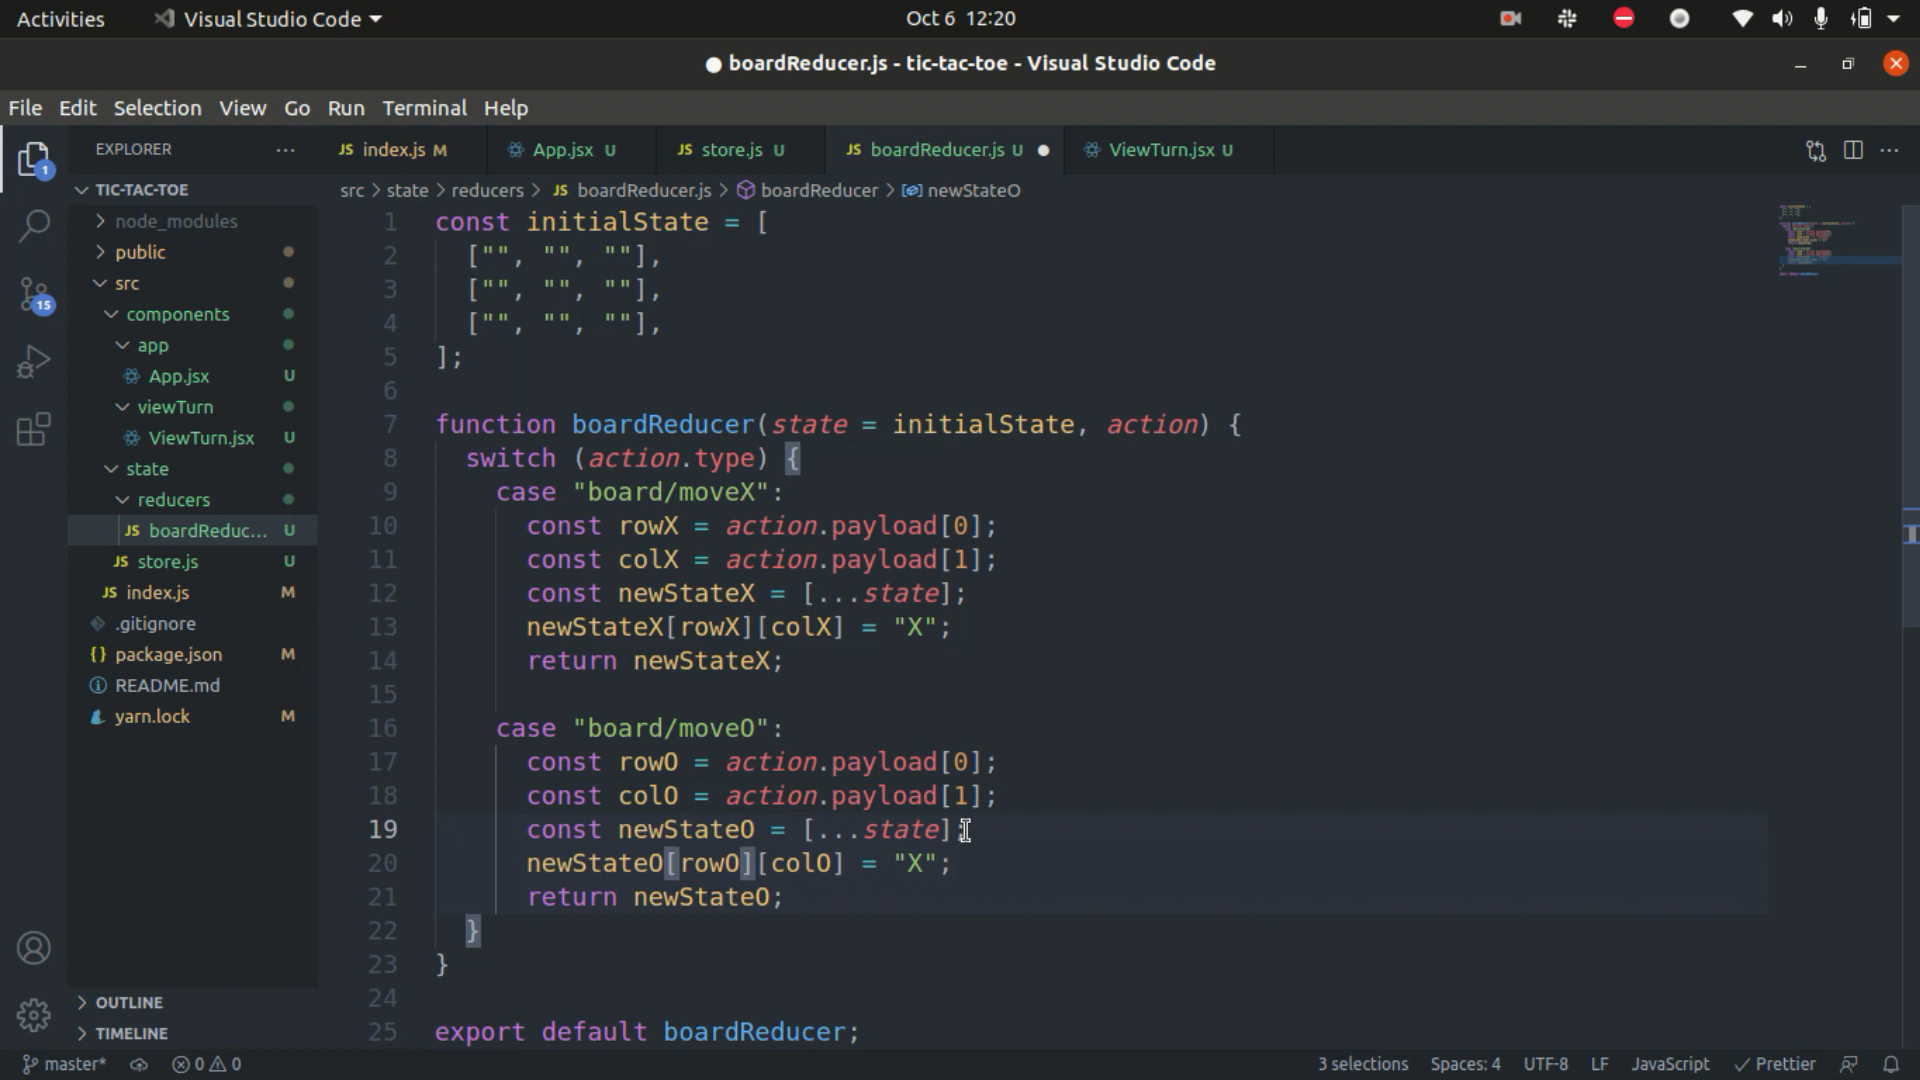 Activities Visual Studio Code Oct 6 12:20
● boardReducer.js - tic-tac-toe - Visual Studio Code
File Edit Selection View Go Run Terminal Help
EXPLORER ···
JS index.js M App.jsx U JS store.js U JS boardReducer.js U ● ViewTurn.jsx U ···
1
TIC-TAC-TOE
src > state > reducers > JS boardReducer.js > boardReducer > newStateO
node_modules
public
src
15
components
app
App.jsx U
viewTurn
ViewTurn.jsx U
state
reducers
JS boardReduc... U
JS store.js U
JS index.js M
.gitignore
{} package.json M
README.md
yarn.lock M
OUTLINE
TIMELINE
1 const initialState = [
2 ["", "", ""],
3 ["", "", ""],
4 ["", "", ""],
5 ];
6
7 function boardReducer(state = initialState, action) {
8 switch (action.type) {
9 case "board/moveX":
10 const rowX = action.payload[0];
11 const colX = action.payload[1];
12 const newStateX = [...state];
13 newStateX[rowX][colX] = "X";
14 return newStateX;
15
16 case "board/moveO":
17 const rowO = action.payload[0];
18 const colO = action.payload[1];
19 const newStateO = [...state];
20 newStateO[rowO][colO] = "X";
21 return newStateO;
22 }
23 }
24
25 export default boardReducer;
master* 0 0 3 selections Spaces: 4 UTF-8 LF JavaScript Prettier